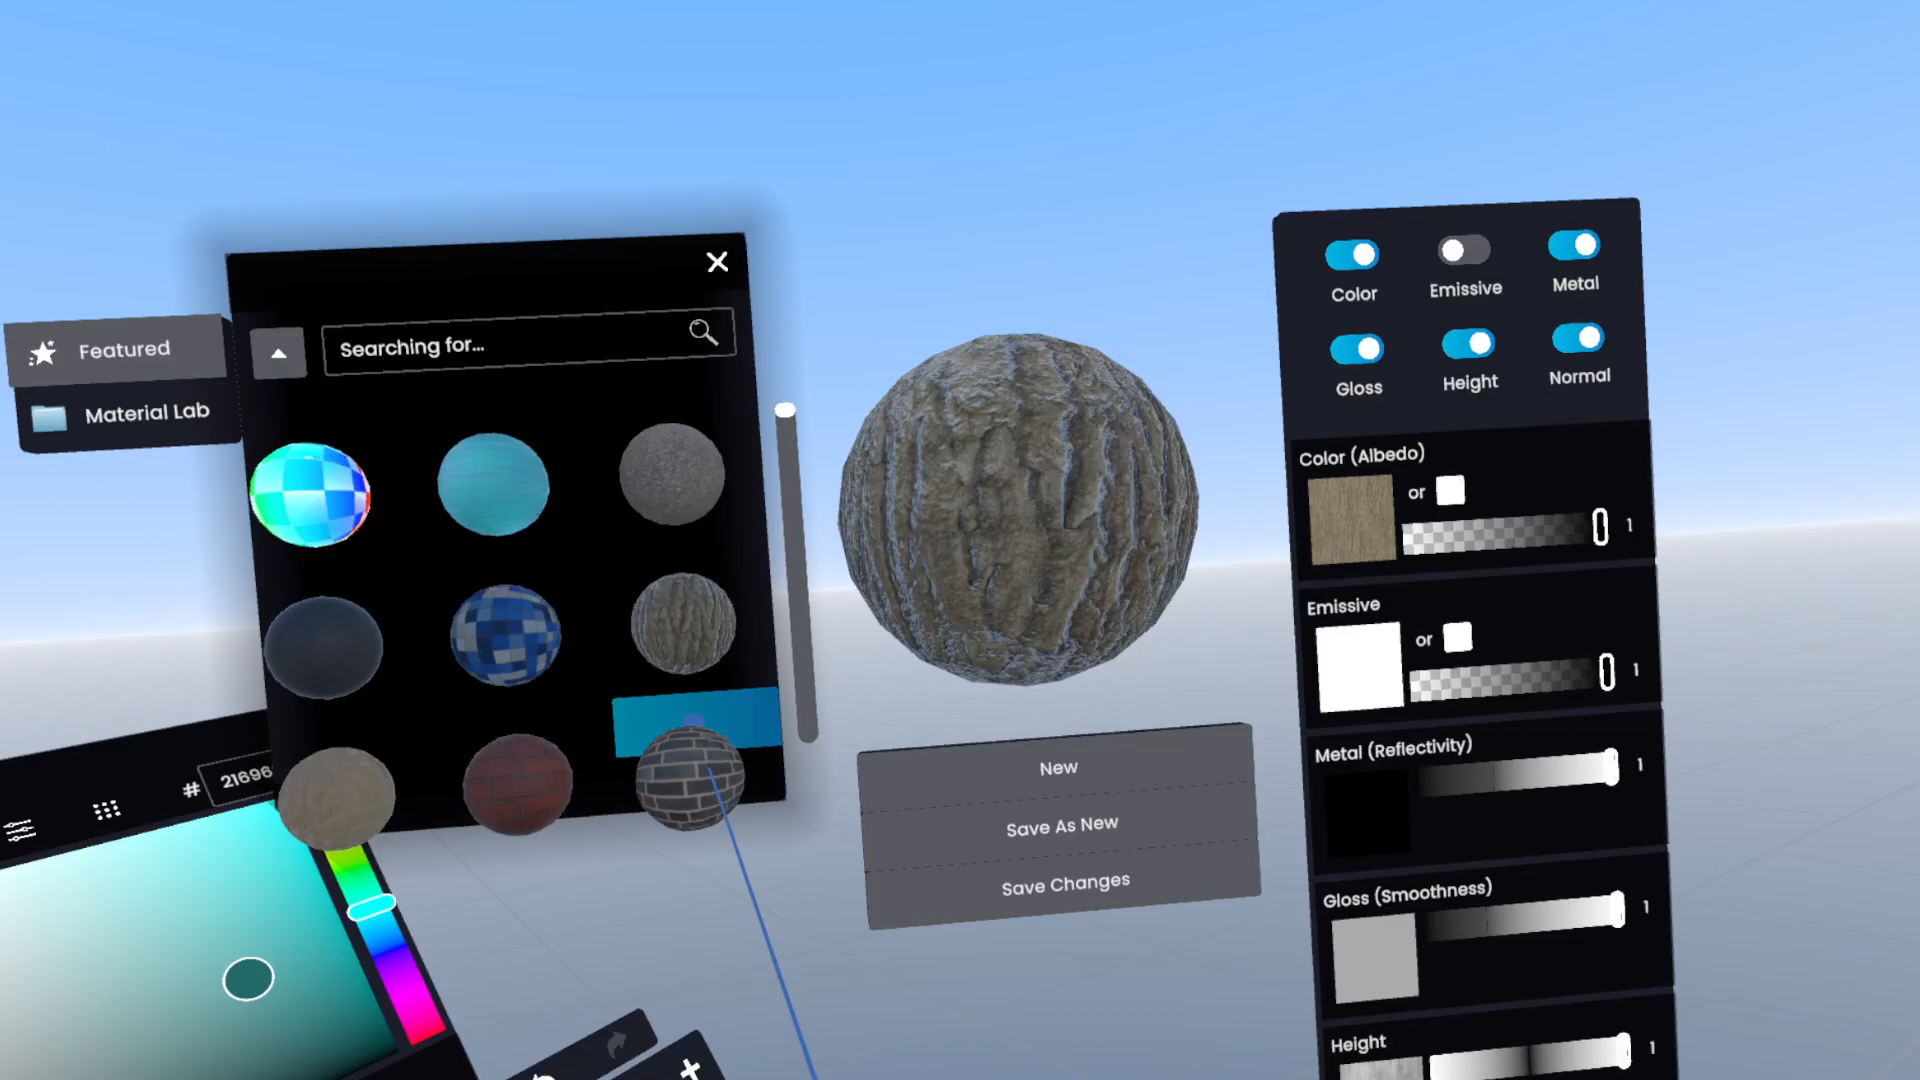 Featured
Material Lab
Searching for...
# 21696
Color
Emissive
Metal
Gloss
Height
Normal
Color (Albedo)
or
1
Emissive
or
1
Metal (Reflectivity)
1
Gloss (Smoothness)
1
Height
1
New
Save As New
Save Changes